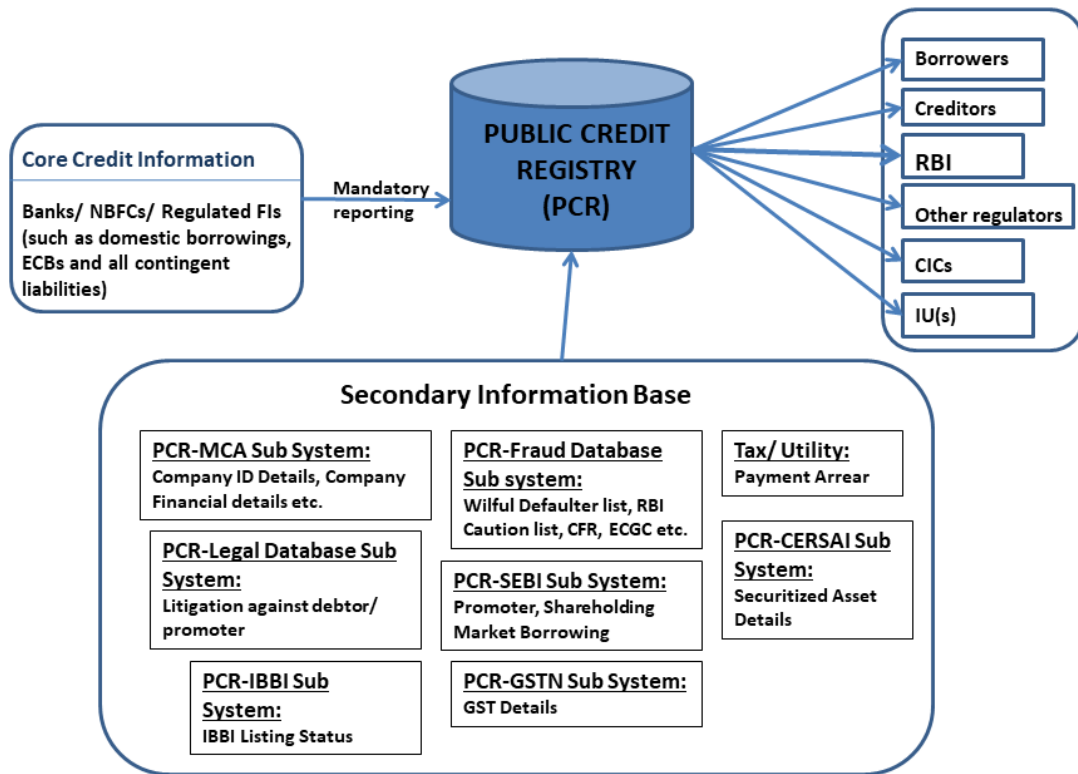 Core Credit Information
Banks/ NBFCs/ Regulated FIs
(such as domestic borrowings,
ECBs and all contingent
liabilities)
Mandatory
reporting
PUBLIC CREDIT
REGISTRY
(PCR)
Borrowers
Creditors
RBI
Other regulators
CICs
IU(s)
Secondary Information Base
PCR-MCA Sub System:
Company ID Details, Company
Financial details etc.
PCR-Legal Database Sub
System:
Litigation against debtor/
promoter
PCR-IBBI Sub
System:
IBBI Listing Status
PCR-Fraud Database
Sub system:
Wilful Defaulter list, RBI
Caution list, CFR, ECGC etc.
PCR-SEBI Sub System:
Promoter, Shareholding
Market Borrowing
PCR-GSTN Sub System:
GST Details
Tax/ Utility:
Payment Arrear
PCR-CERSAI Sub
System:
Securitized Asset
Details